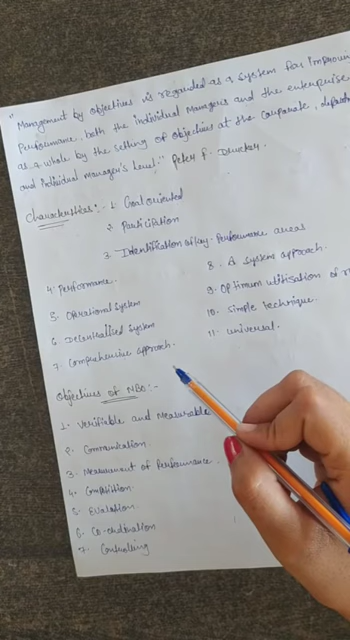 "Management by Objectives is regarded as a system for improvin
Performance, both the individual Managers and the enterprise
as a whole by the setting of objectives at the corporate,
and individual manager's level." Peter F. Drucker.
Characteristics:- 1. Goal oriented
2. Participation
3. Identification of key Performance areas
4. Performance.
5. Operational System
6. Decentralised System
7. Comprehensive approach.
8. A System approach.
9. Optimum utilisation of r
10. Simple technique.
11. Universal.
Objectives of MBO:-
1. Verifiable and Measurable
2. Communication.
3. Measurement of Performance.
4. Competition.
5. Evaluation.
6. Co-ordination
7. Controlling